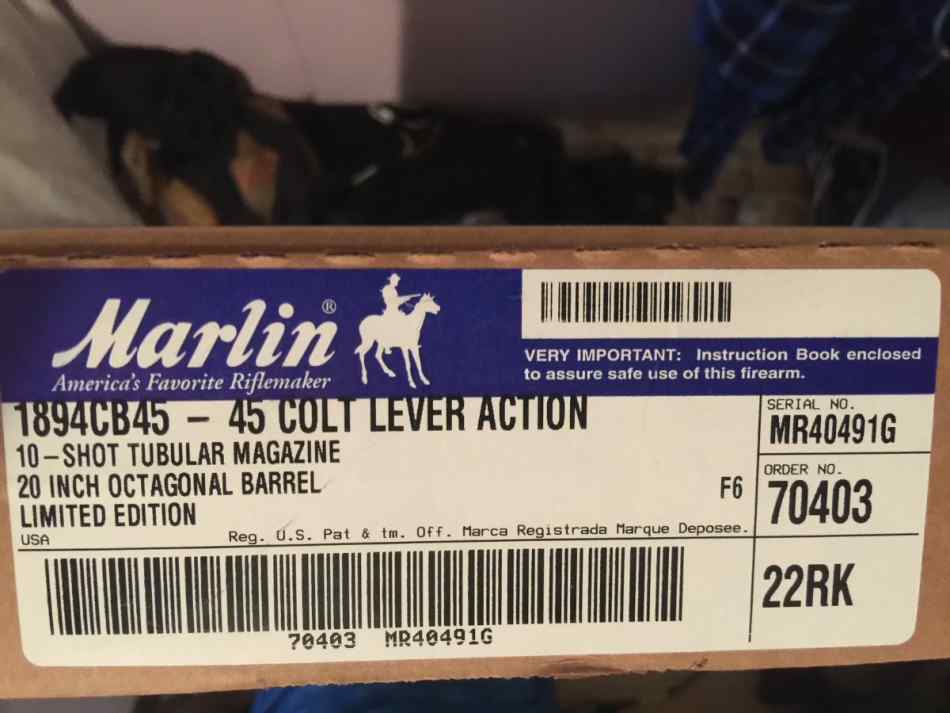 Marlin®
America's Favorite Riflemaker
VERY IMPORTANT: Instruction Book enclosed
to assure safe use of this firearm.
1894CB45 – 45 COLT LEVER ACTION
10–SHOT TUBULAR MAGAZINE
20 INCH OCTAGONAL BARREL
F6
LIMITED EDITION
USA
Reg. U.S. Pat & tm. Off. Marca Registrada Marque Deposee.
SERIAL NO.
MR40491G
ORDER NO.
70403
22RK
70403 MR40491G